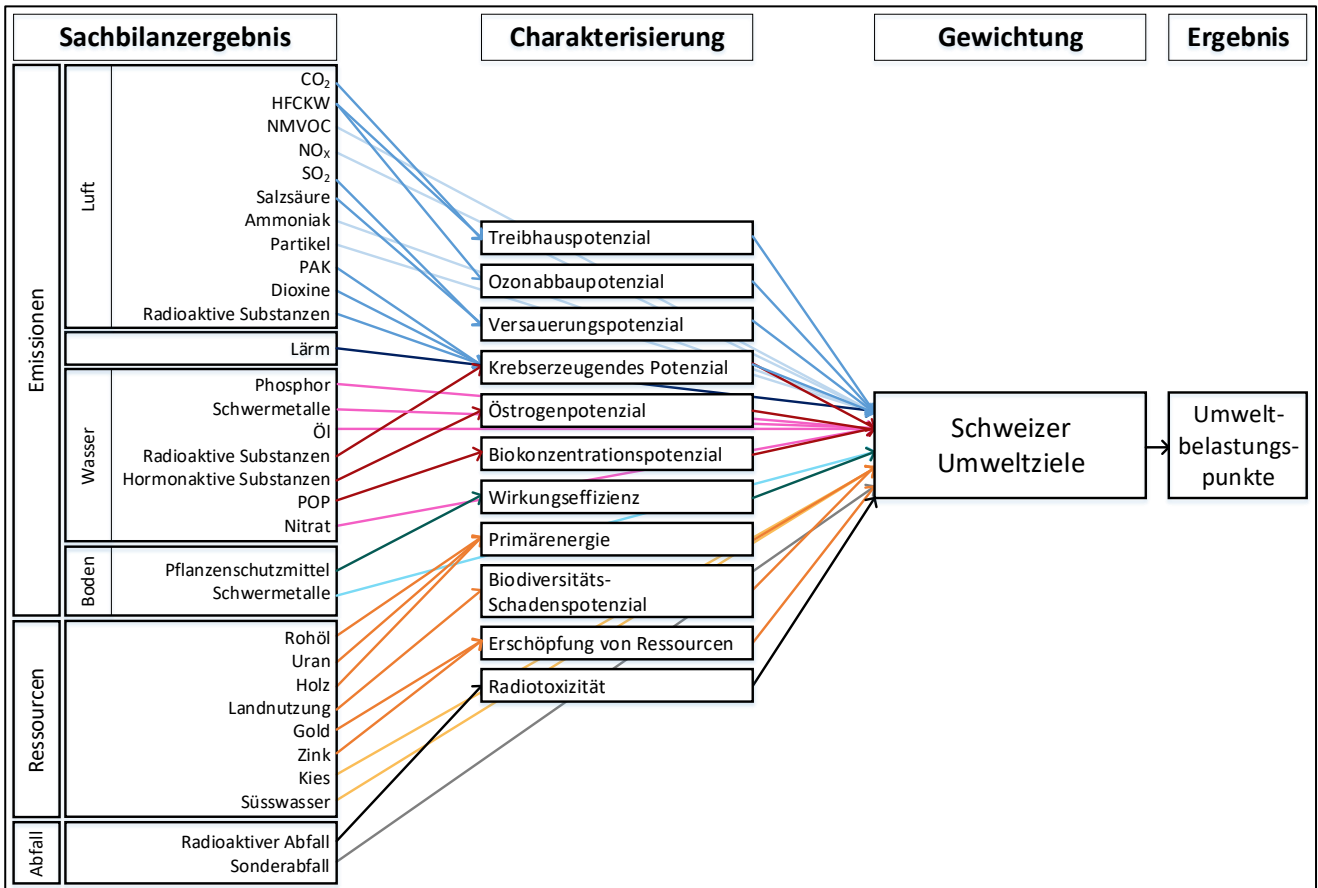 Sachbilanzergebnis
Charakterisierung
Gewichtung
Ergebnis
Emissionen
Luft
CO₂
HFCKW
NMVOC
NOₓ
SO₂
Salzsäure
Ammoniak
Partikel
PAK
Dioxine
Radioaktive Substanzen
Lärm
Wasser
Phosphor
Schwermetalle
Öl
Radioaktive Substanzen
Hormonaktive Substanzen
POP
Nitrat
Boden
Pflanzenschutzmittel
Schwermetalle
Ressourcen
Rohöl
Uran
Holz
Landnutzung
Gold
Zink
Kies
Süsswasser
Abfall
Radioaktiver Abfall
Sonderabfall
Treibhauspotenzial
Ozonabbaupotenzial
Versauerungspotenzial
Krebserzeugendes Potenzial
Östrogenpotenzial
Biokonzentrationspotenzial
Wirkungseffizienz
Primärenergie
Biodiversitäts-
Schadenspotenzial
Erschöpfung von Ressourcen
Radiotoxizität
Schweizer
Umweltziele
Umwelt-
belastungs-
punkte